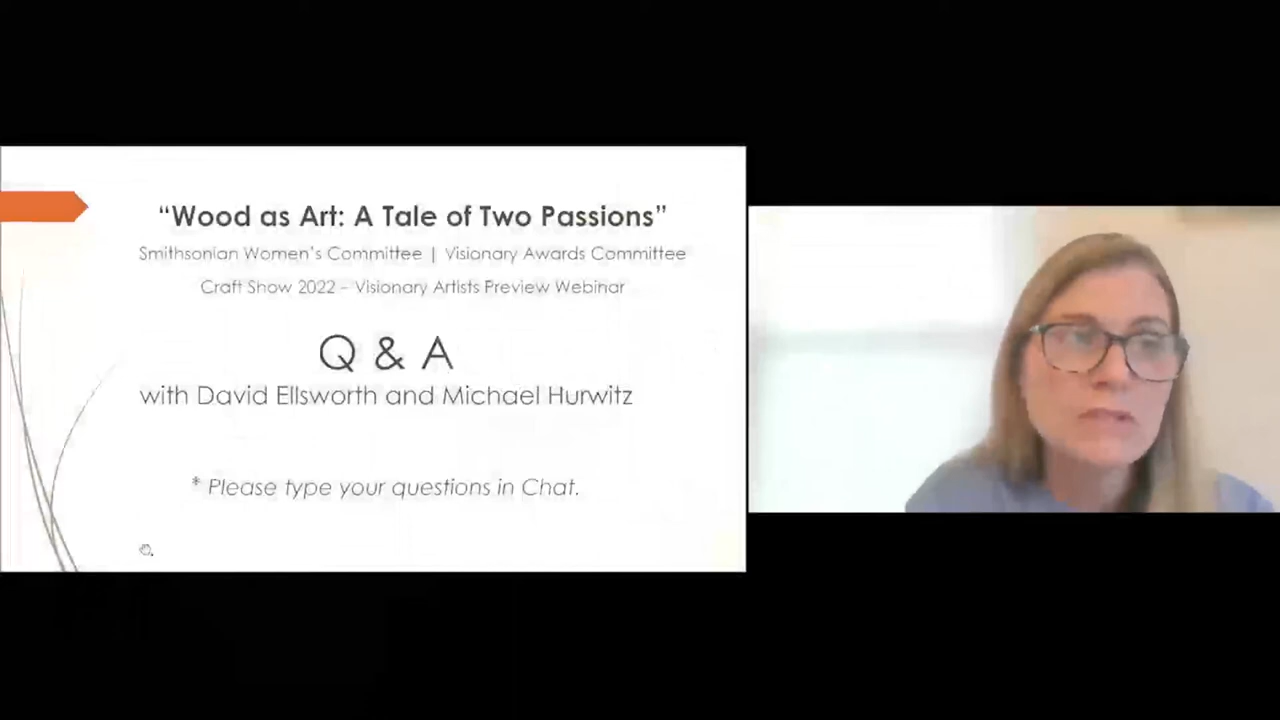 “Wood as Art: A Tale of Two Passions”
Smithsonian Women’s Committee | Visionary Awards Committee
Craft Show 2022 – Visionary Artists Preview Webinar
Q & A
with David Ellsworth and Michael Hurwitz
* Please type your questions in Chat.